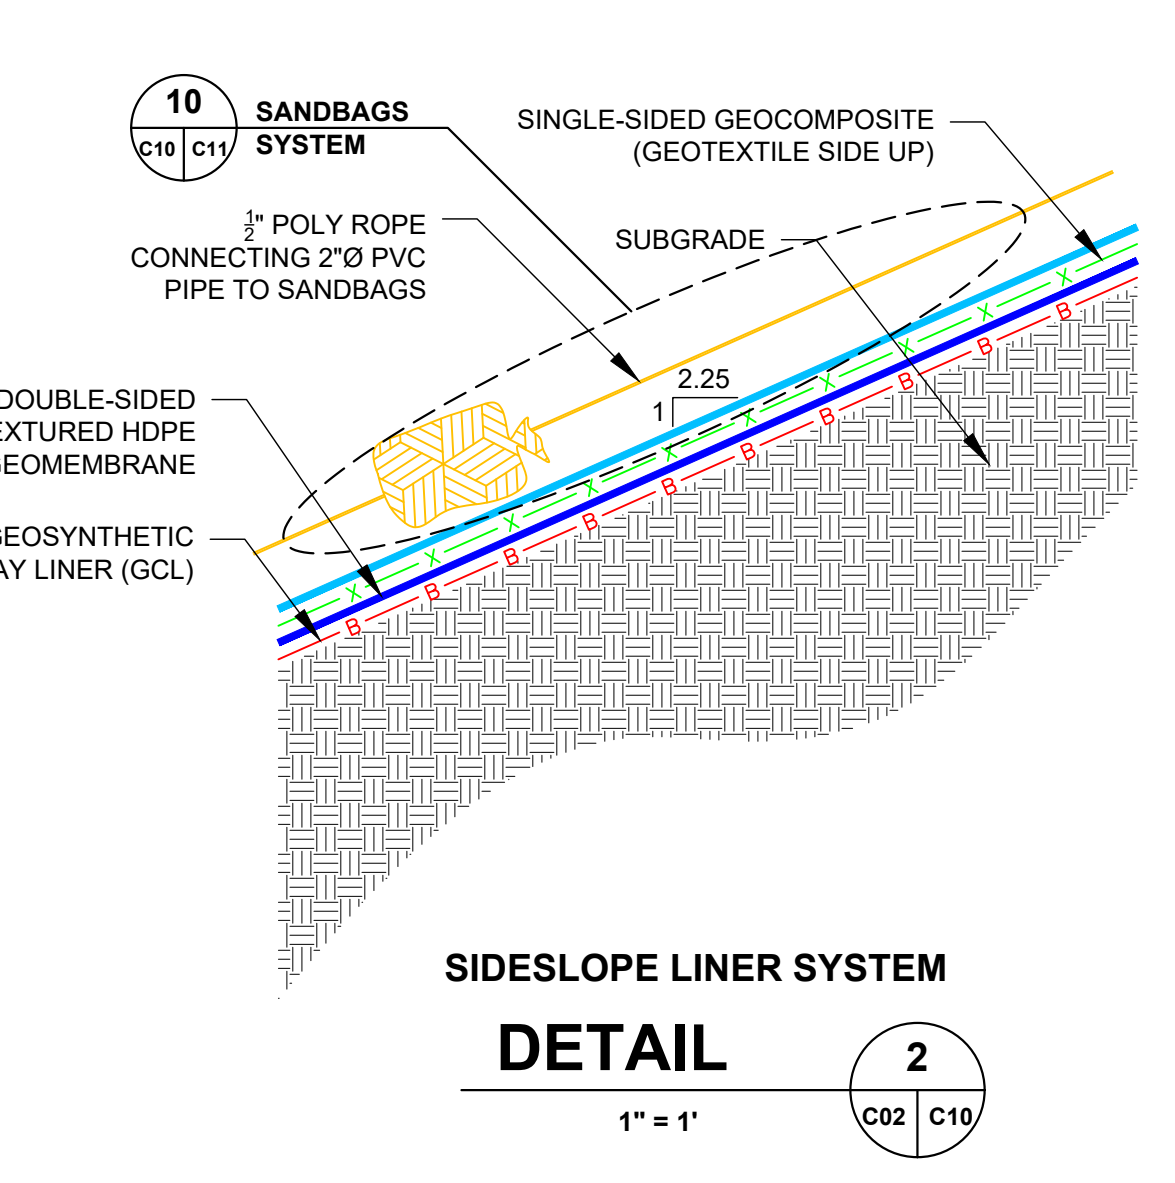 10
C10 C11
SANDBAGS
SYSTEM
SINGLE-SIDED GEOCOMPOSITE
(GEOTEXTILE SIDE UP)
1/2" POLY ROPE
CONNECTING 2"Ø PVC
PIPE TO SANDBAGS
SUBGRADE
2.25
1
DOUBLE-SIDED
EXTURED HDPE
GEOMEMBRANE
EOSYNTHETIC
AY LINER (GCL)
X X X X X X X X X X
B B B B B B B B B B
SIDESLOPE LINER SYSTEM
DETAIL
1" = 1'
2
C02 C10